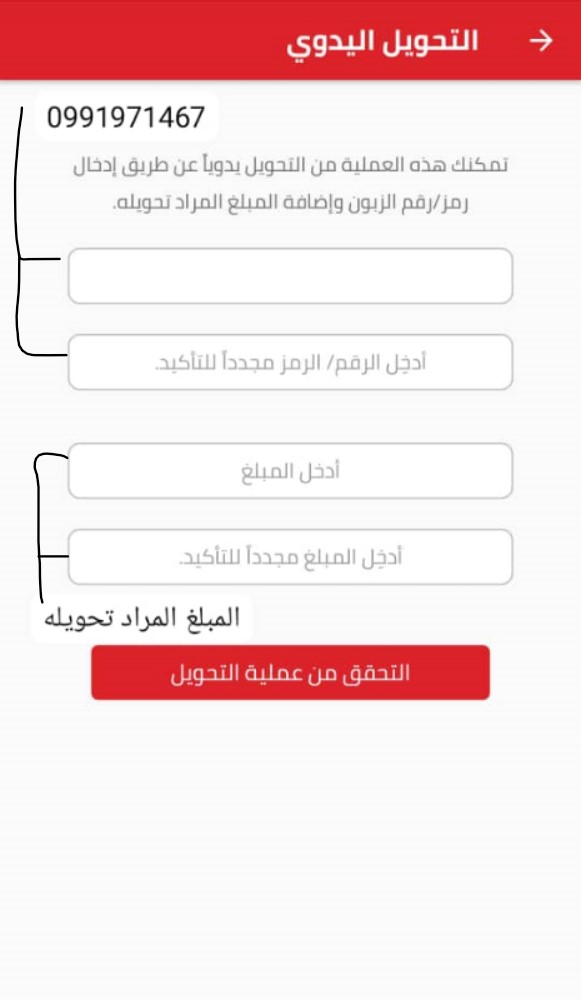 التحويل اليدوي
0991971467
تمكنك هذه العملية من التحويل يدوياً عن طريق إدخال
رمز/رقم الزبون وإضافة المبلغ المراد تحويله.
أدخِل الرقم/ الرمز مجدداً للتأكيد.
أدخل المبلغ
أدخِل المبلغ مجدداً للتأكيد.
المبلغ المراد تحويله
التحقق من عملية التحويل